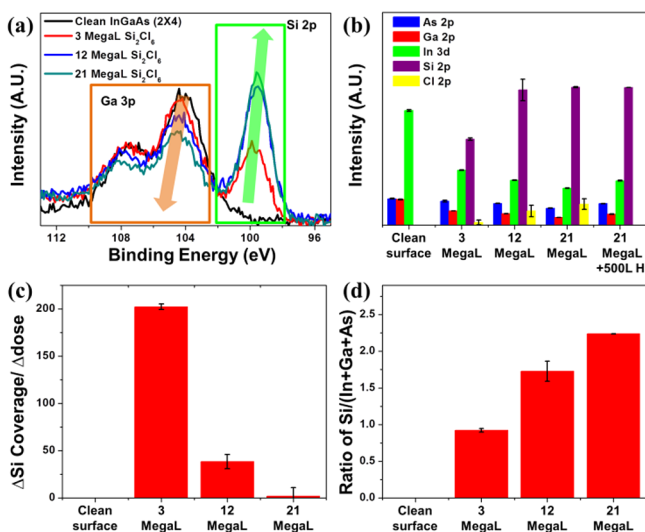 (a)
Clean InGaAs (2X4)
3 MegaL Si₂Cl₆
12 MegaL Si₂Cl₆
21 MegaL Si₂Cl₆
Si 2p
Ga 3p
Intensity (A.U.)
112 108 104 100 96
Binding Energy (eV)
(b)
As 2p
Ga 2p
In 3d
Si 2p
Cl 2p
Intensity (A.U.)
Clean 3 12 21 21
surface MegaL MegaL MegaL MegaL
+500L H
(c)
200
150
100
50
0
ΔSi Coverage/ Δdose
Clean 3 12 21
surface MegaL MegaL MegaL
(d)
2.5
2.0
1.5
1.0
0.5
0.0
Ratio of Si/(In+Ga+As)
Clean 3 12 21
surface MegaL MegaL MegaL